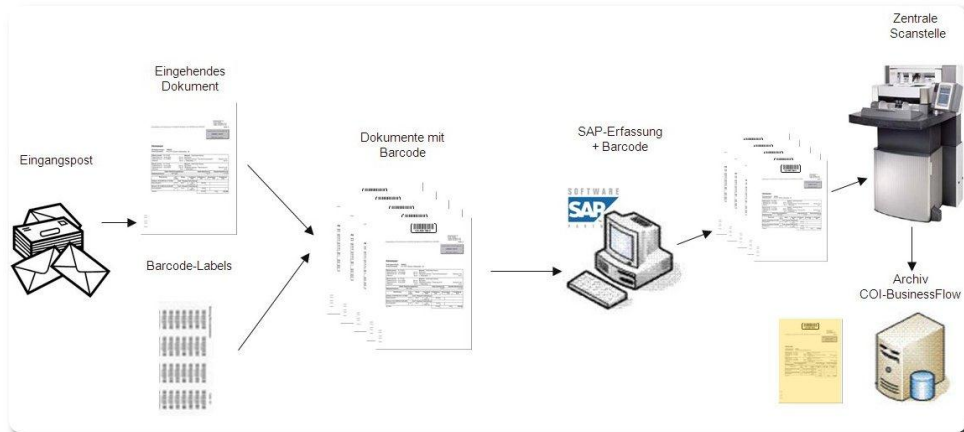 Eingangspost
Eingehendes
Dokument
Barcode-Labels
Dokumente mit
Barcode
SAP-Erfassung
+ Barcode
SOFTWARE
SAP
Zentrale
Scanstelle
Archiv
COI-BusinessFlow